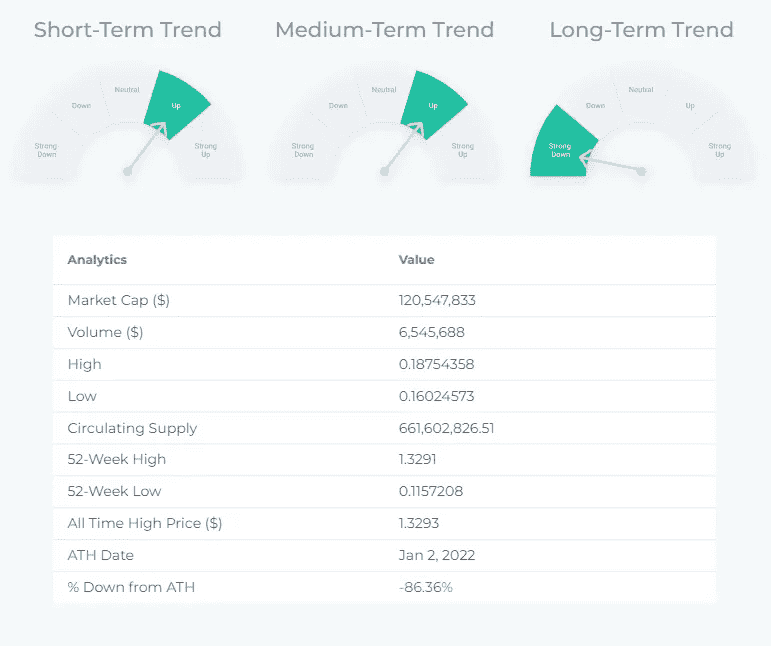 Short-Term Trend
Medium-Term Trend
Long-Term Trend
Strong
Down
Down
Neutral
Up
Strong
Up
Strong
Down
Down
Neutral
Up
Strong
Up
Strong
Down
Down
Neutral
Up
Strong
Up
Analytics Value
Market Cap ($) 120,547,833
Volume ($) 6,545,688
High 0.18754358
Low 0.16024573
Circulating Supply 661,602,826.51
52-Week High 1.3291
52-Week Low 0.1157208
All Time High Price ($) 1.3293
ATH Date Jan 2, 2022
% Down from ATH -86.36%